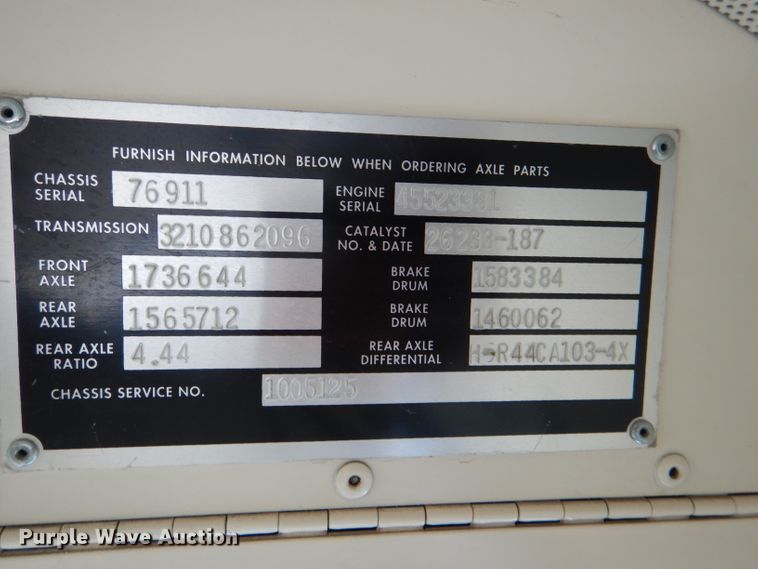 FURNISH INFORMATION BELOW WHEN ORDERING AXLE PARTS
CHASSIS SERIAL 76911 ENGINE SERIAL
TRANSMISSION 3210862096 CATALYST NO. & DATE
FRONT AXLE 1736644 BRAKE DRUM 1583384
REAR AXLE 1565712 BRAKE DRUM 1460062
REAR AXLE RATIO 4.44 REAR AXLE DIFFERENTIAL
CHASSIS SERVICE NO. 1005125
Purple Wave Auction